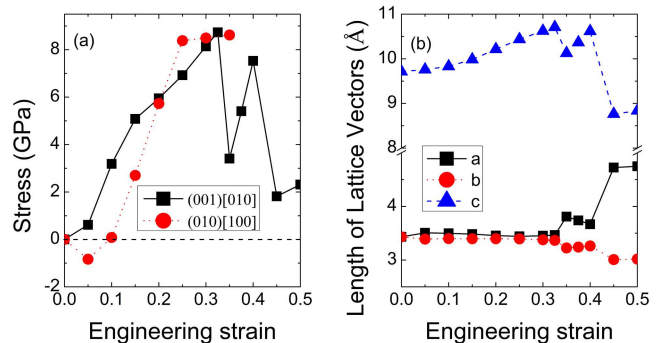 (a)
Stress (GPa)
8
6
4
2
0
-2
(001)[010]
(010)[100]
0.0 0.1 0.2 0.3 0.4 0.5
Engineering strain
(b)
Length of Lattice Vectors (Å)
11
10
9
8
4
3
a
b
c
0.0 0.1 0.2 0.3 0.4 0.5
Engineering strain